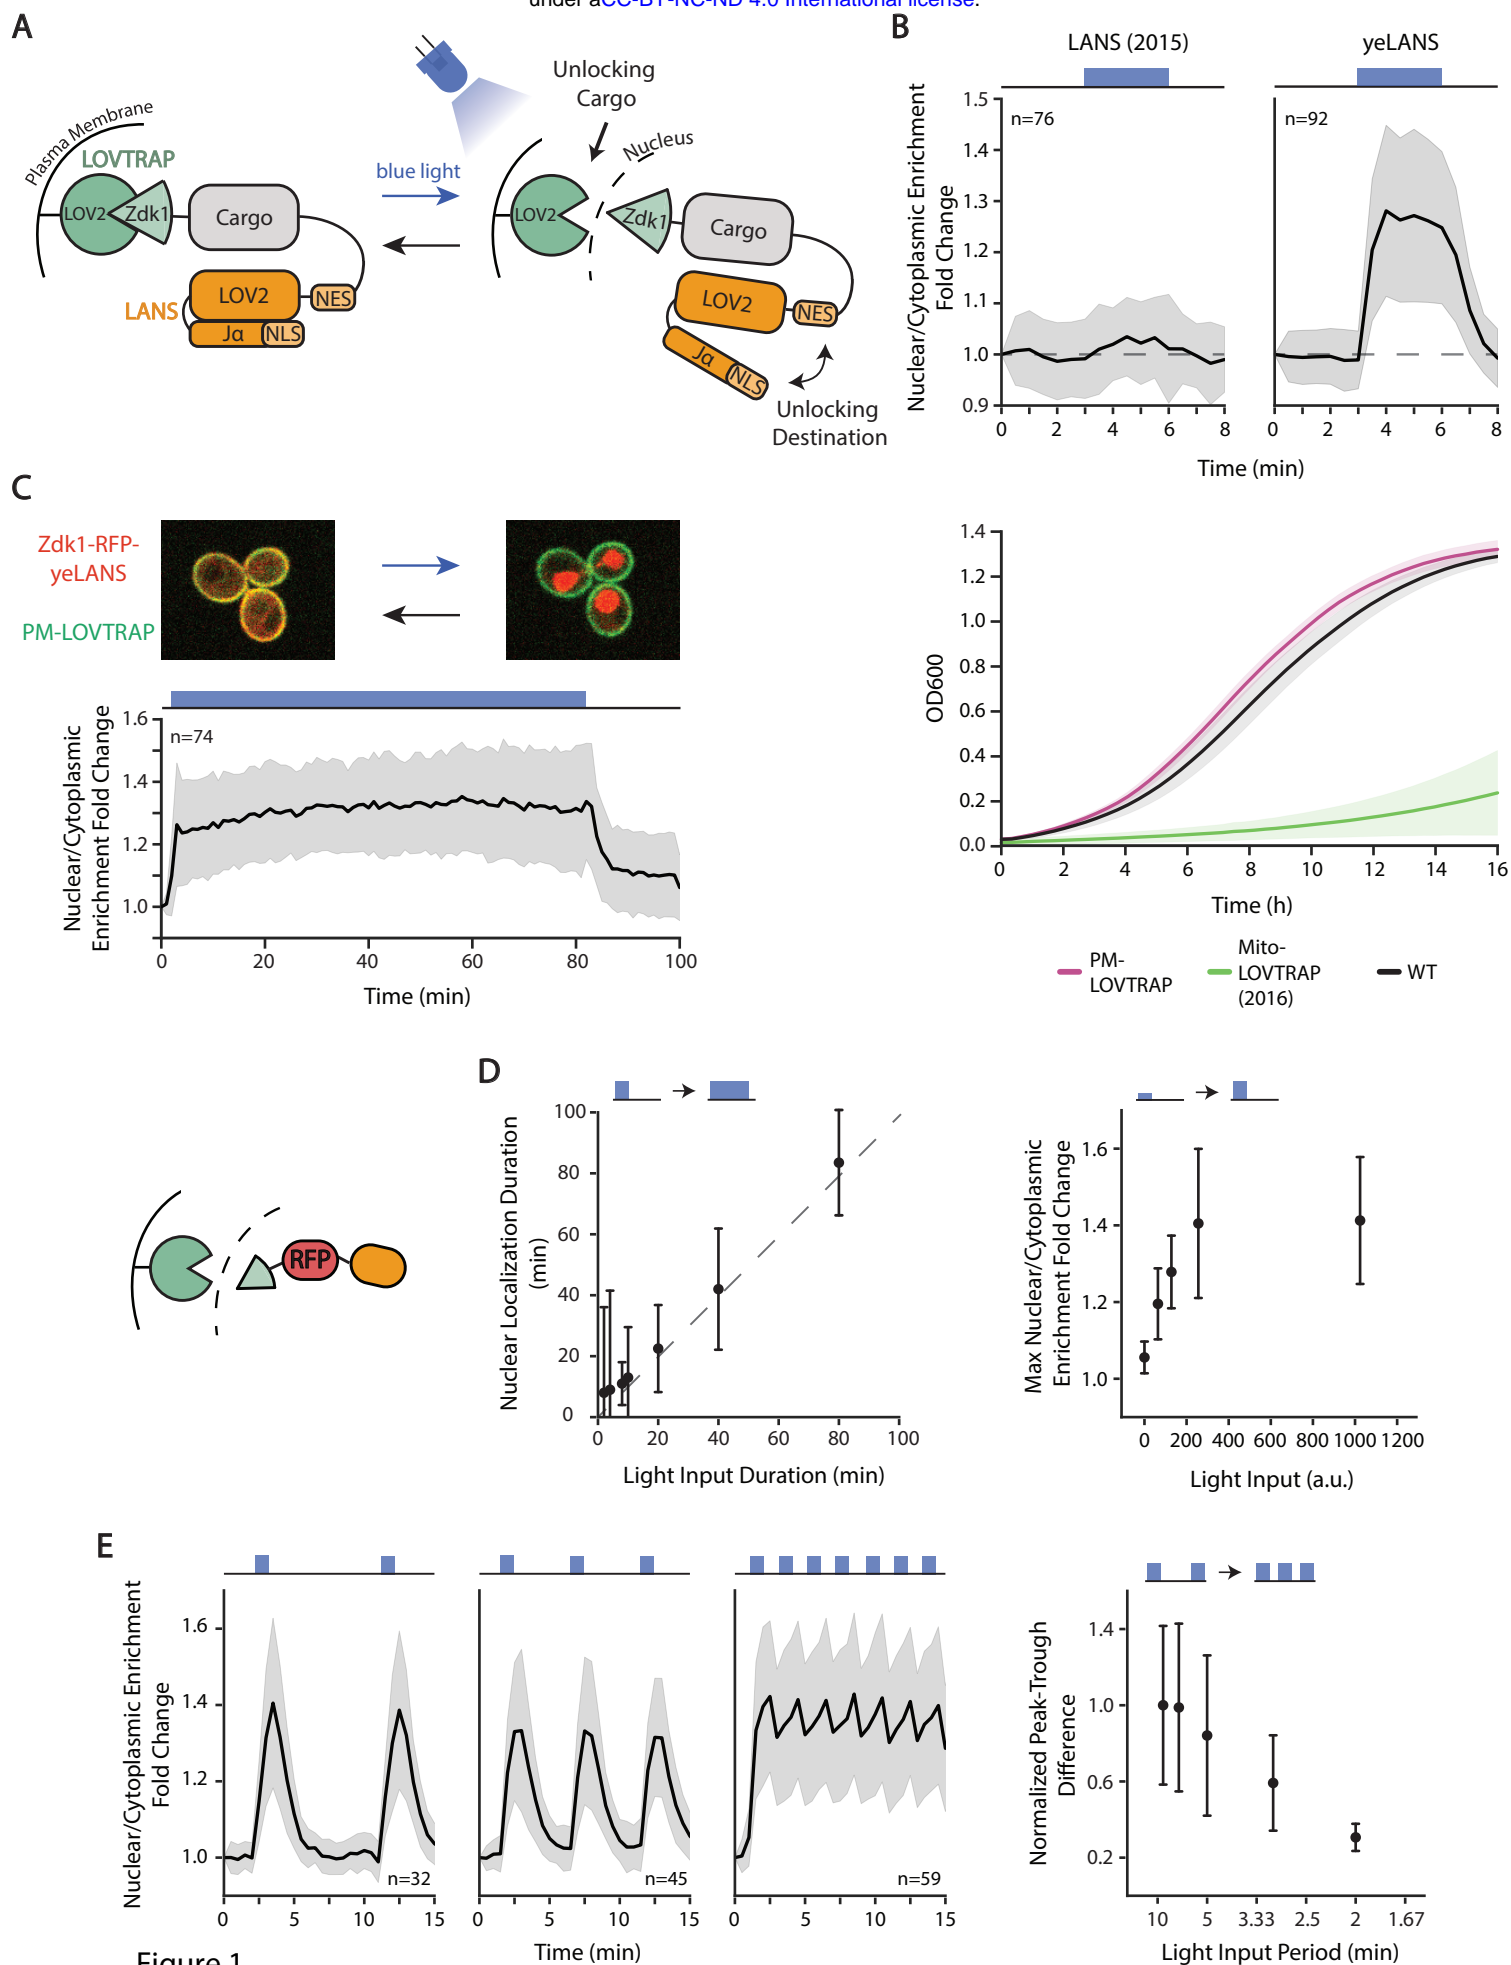 under aCC-BY-NC-ND 4.0 International license.
A
Plasma Membrane
LOVTRAP
LOV2
Zdk1
Cargo
LANS
LOV2
NES
Jα
NLS
blue light
Unlocking
Cargo
Nucleus
LOV2
Zdk1
Cargo
LOV2
NES
Jα
NLS
Unlocking
Destination
B
LANS (2015)
yeLANS
Nuclear/Cytoplasmic Enrichment
Fold Change
1.5
1.4
1.3
1.2
1.1
1.0
0.9
n=76
n=92
0 2 4 6 8
0 2 4 6 8
Time (min)
C
Zdk1-RFP-
yeLANS
PM-LOVTRAP
Nuclear/Cytoplasmic
Enrichment Fold Change
1.6
1.4
1.2
1.0
n=74
0 20 40 60 80 100
Time (min)
OD600
1.4
1.2
1.0
0.8
0.6
0.4
0.2
0.0
0 2 4 6 8 10 12 14 16
Time (h)
PM-
LOVTRAP
Mito-
LOVTRAP
(2016)
WT
RFP
D
Nuclear Localization Duration
(min)
100
80
60
40
20
0
0 20 40 60 80 100
Light Input Duration (min)
Max Nuclear/Cytoplasmic
Enrichment Fold Change
1.6
1.4
1.2
1.0
0 200 400 600 800 1000 1200
Light Input (a.u.)
E
Nuclear/Cytoplasmic Enrichment
Fold Change
1.6
1.4
1.2
1.0
n=32
n=45
n=59
0 5 10 15
0 5 10 15
0 5 10 15
Time (min)
Normalized Peak-Trough
Difference
1.4
1.0
0.6
0.2
10 5 3.33 2.5 2 1.67
Light Input Period (min)
Figure 1